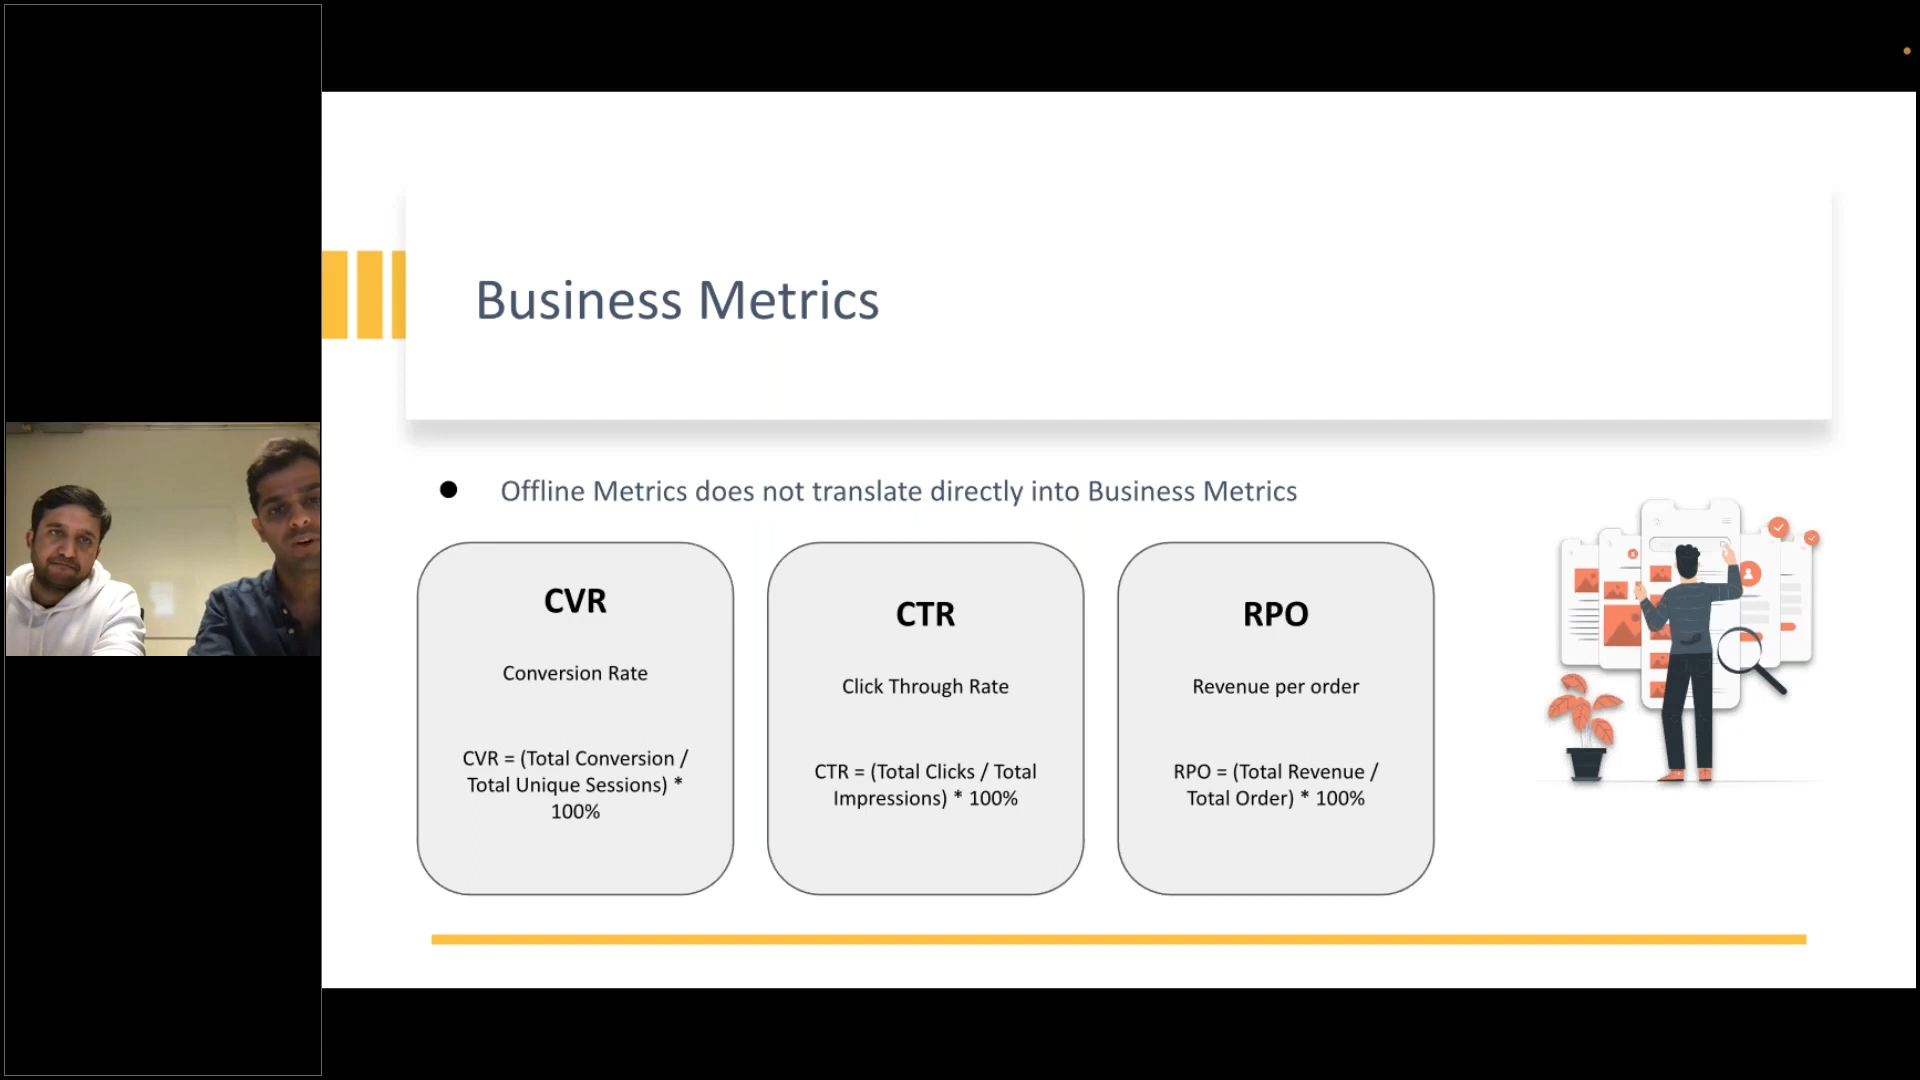 Business Metrics
● Offline Metrics does not translate directly into Business Metrics
CVR
Conversion Rate
CVR = (Total Conversion /
Total Unique Sessions) *
100%
CTR
Click Through Rate
CTR = (Total Clicks / Total
Impressions) * 100%
RPO
Revenue per order
RPO = (Total Revenue /
Total Order) * 100%